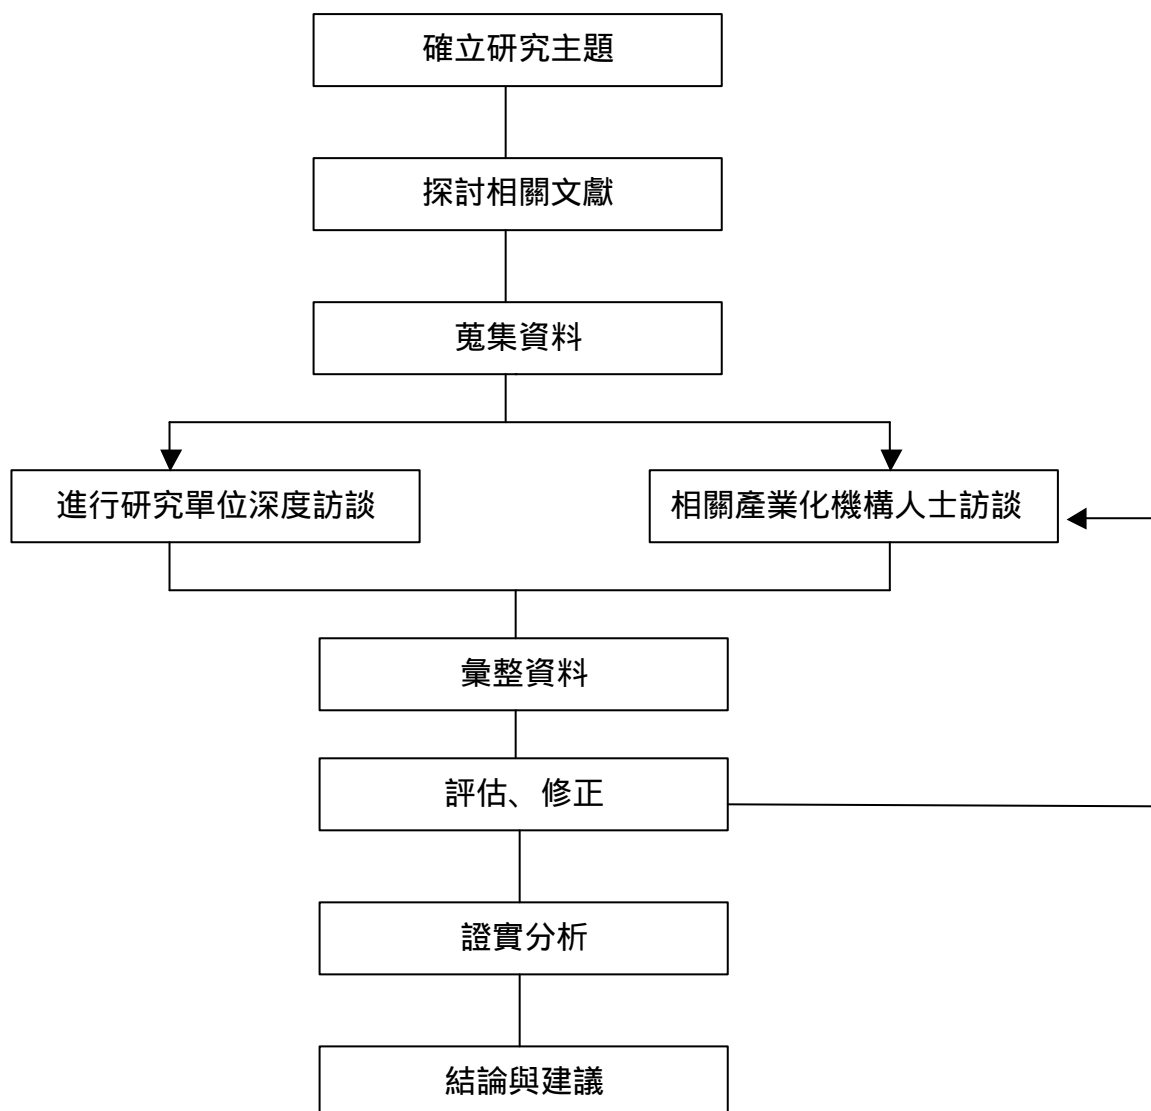 確立研究主題
探討相關文獻
蒐集資料
進行研究單位深度訪談
相關產業化機構人士訪談
彙整資料
評估、修正
證實分析
結論與建議